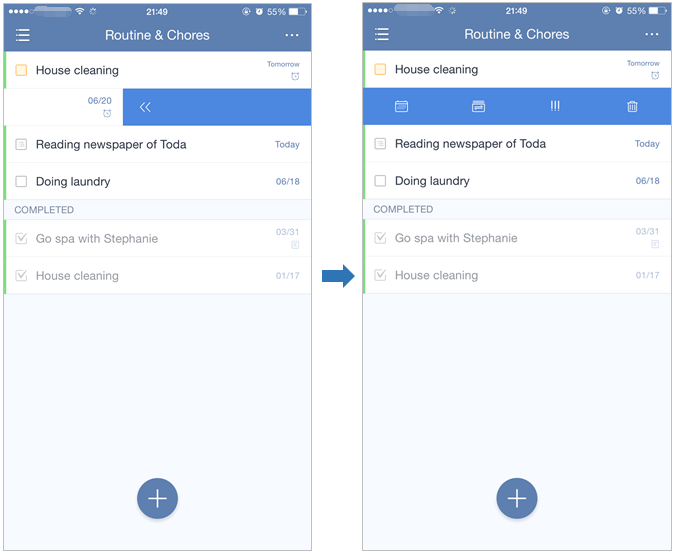 21:49
55%
Routine & Chores
House cleaning
Tomorrow
06/20
Reading newspaper of Toda
Today
Doing laundry
06/18
COMPLETED
Go spa with Stephanie
03/31
House cleaning
01/17
21:49
55%
Routine & Chores
House cleaning
Tomorrow
Reading newspaper of Toda
Today
Doing laundry
06/18
COMPLETED
Go spa with Stephanie
03/31
House cleaning
01/17